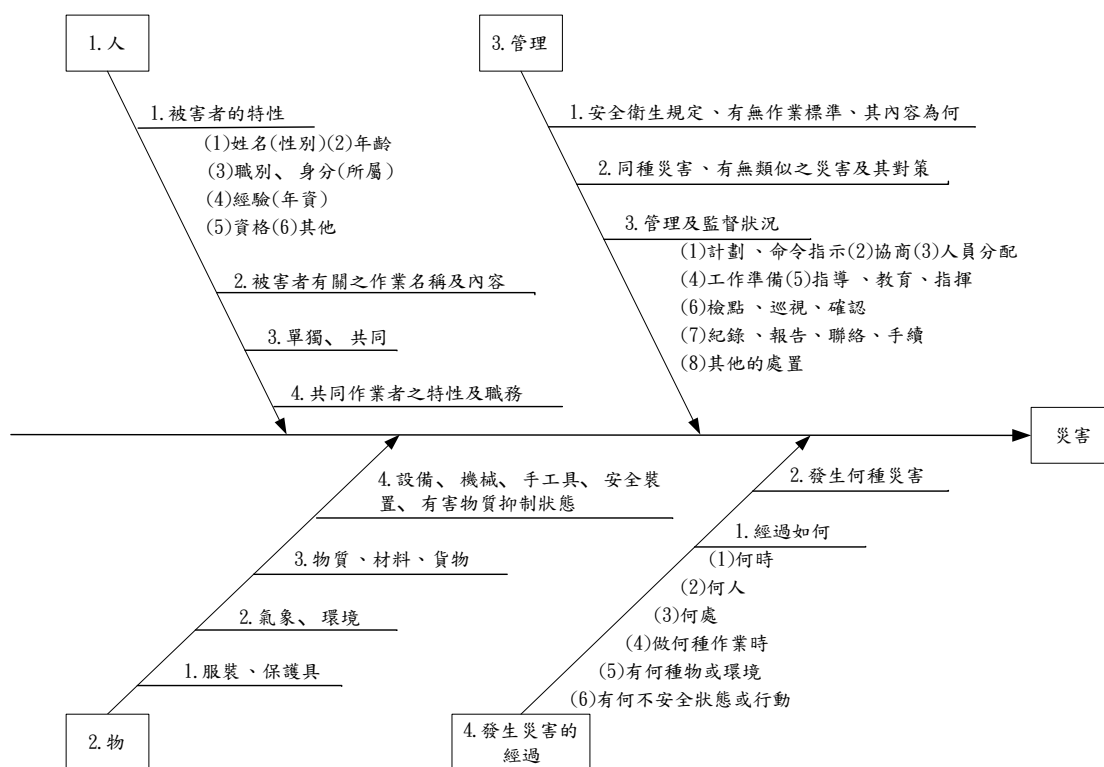 1.人
1.被害者的特性
(1)姓名(性別)(2)年齡
(3)職別、 身分(所屬)
(4)經驗(年資)
(5)資格(6)其他
2.被害者有關之作業名稱及內容
3.單獨、 共同
4.共同作業者之特性及職務
3.管理
1.安全衛生規定、有無作業標準、其內容為何
2.同種災害、有無類似之災害及其對策
3.管理及監督狀況
(1)計劃、命令指示(2)協商(3)人員分配
(4)工作準備(5)指導、教育、指揮
(6)檢點、巡視、確認
(7)紀錄、報告、聯絡、手續
(8)其他的處置
災害
4.設備、 機械、 手工具、 安全裝
置、 有害物質抑制狀態
3.物質、材料、貨物
2.氣象、 環境
1.服裝、保護具
2.物
2.發生何種災害
1.經過如何
(1)何時
(2)何人
(3)何處
(4)做何種作業時
(5)有何種物或環境
(6)有何不安全狀態或行動
4.發生災害的
經過